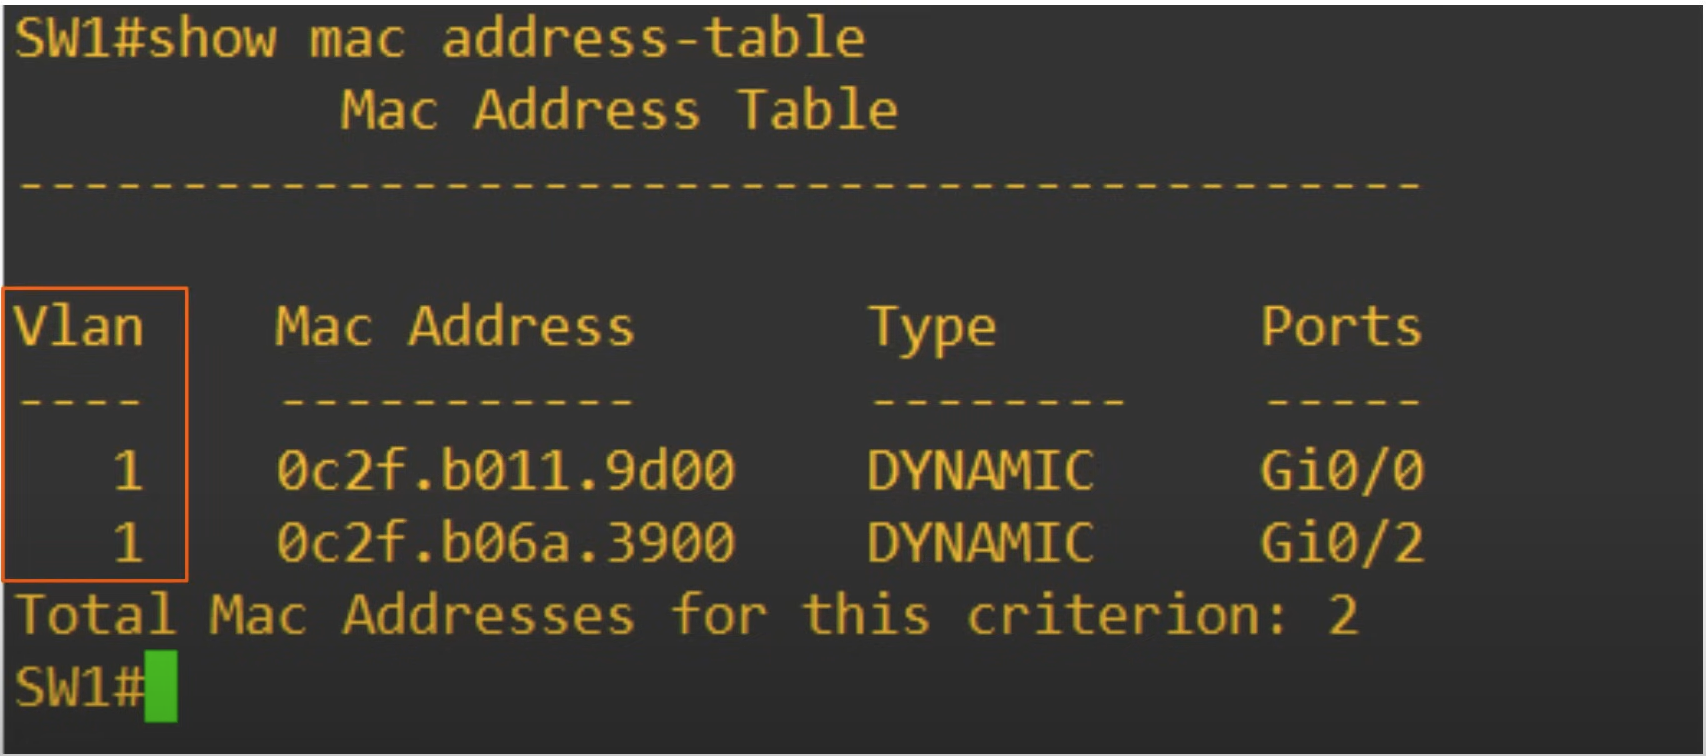 SW1#show mac address-table
Mac Address Table
-------------------------------------------
Vlan Mac Address Type Ports
---- ----------- -------- -----
1 0c2f.b011.9d00 DYNAMIC Gi0/0
1 0c2f.b06a.3900 DYNAMIC Gi0/2
Total Mac Addresses for this criterion: 2
SW1#